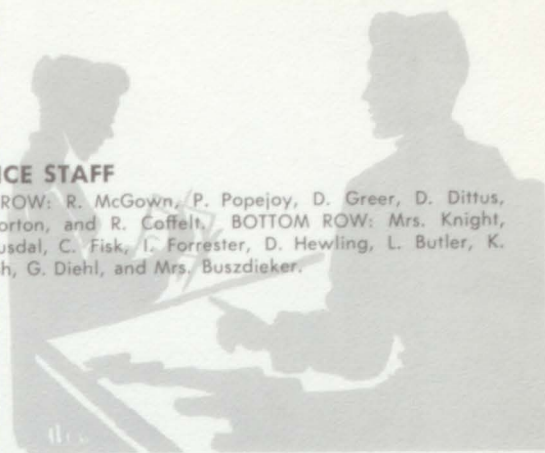 ICE STAFF
ROW: R. McGown, P. Popejoy, D. Greer, D. Dittus,
orton, and R. Coffelt. BOTTOM ROW: Mrs. Knight,
usdal, C. Fisk, I. Forrester, D. Hewling, L. Butler, K.
h, G. Diehl, and Mrs. Buszdieker.